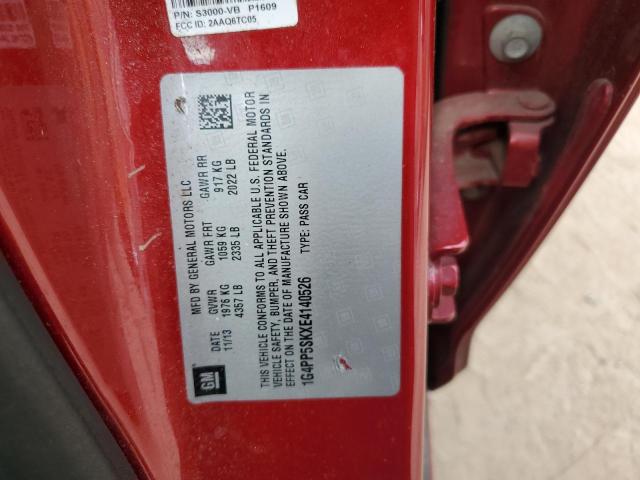 P/N: S3000-VB P1609
FCC ID: 2AAQ6TC05
MFD BY GENERAL MOTORS LLC
GVWR GAWR FRT GAWR RR
11/13 1976 KG 1059 KG 917 KG
4357 LB 2335 LB 2022 LB
GM
THIS VEHICLE CONFORMS TO ALL APPLICABLE U.S. FEDERAL MOTOR
VEHICLE SAFETY, BUMPER, AND THEFT PREVENTION STANDARDS IN
EFFECT ON THE DATE OF MANUFACTURE SHOWN ABOVE.
1G4PP5SKXE4140526 TYPE: PASS CAR